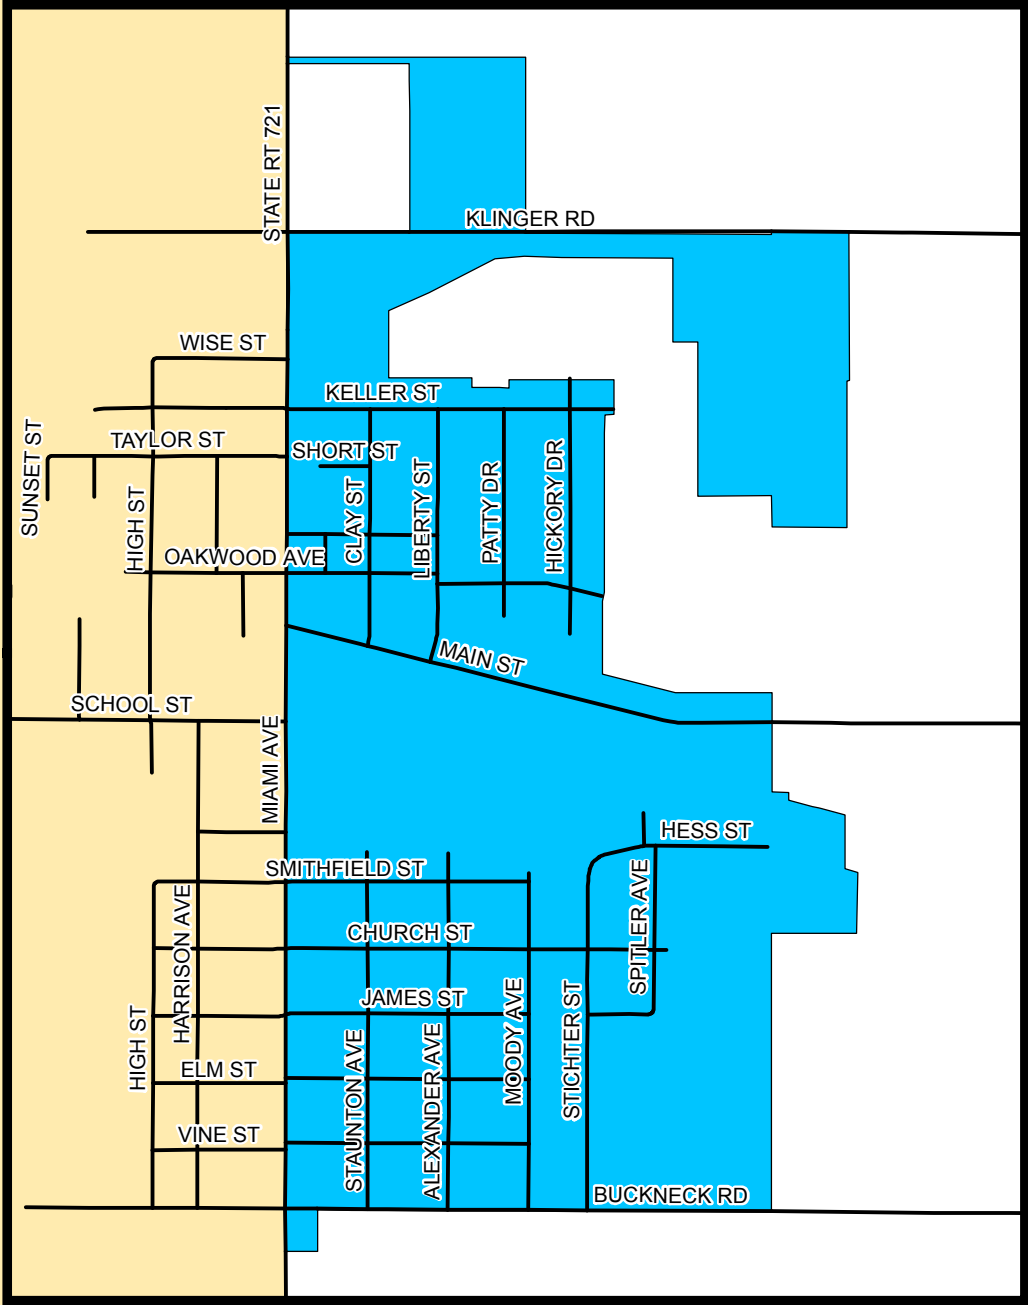 STATE RT 721
KLINGER RD
WISE ST
KELLER ST
TAYLOR ST
SHORT ST
SUNSET ST
HIGH ST
CLAY ST
LIBERTY ST
PATTY DR
HICKORY DR
OAKWOOD AVE
MAIN ST
SCHOOL ST
MIAMI AVE
HESS ST
SMITHFIELD ST
HARRISON AVE
SPITLER AVE
CHURCH ST
JAMES ST
MOODY AVE
STICHTER ST
HIGH ST
ELM ST
STAUNTON AVE
ALEXANDER AVE
VINE ST
BUCKNECK RD